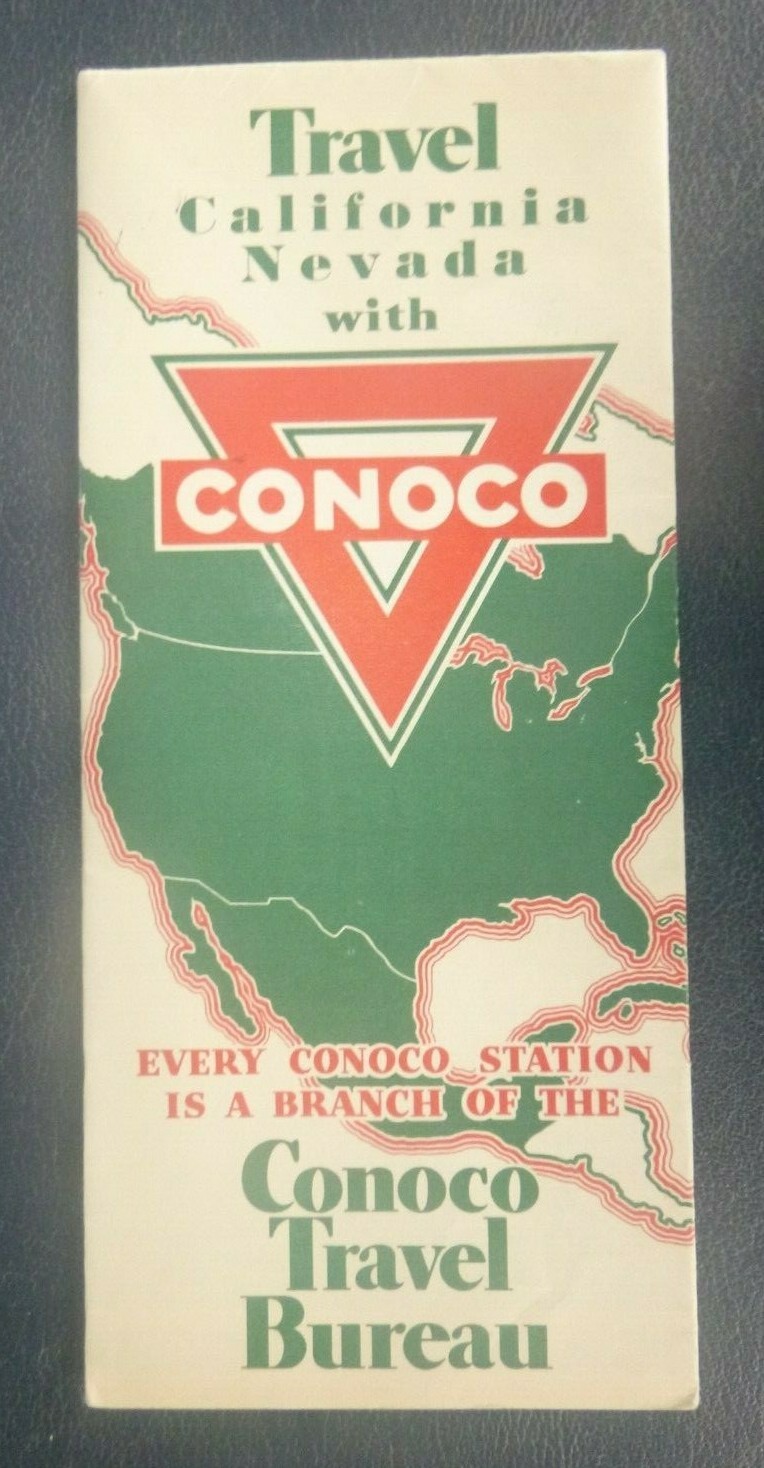 Travel
California
Nevada
with
CONOCO
EVERY CONOCO STATION
IS A BRANCH OF THE
Conoco
Travel
Bureau